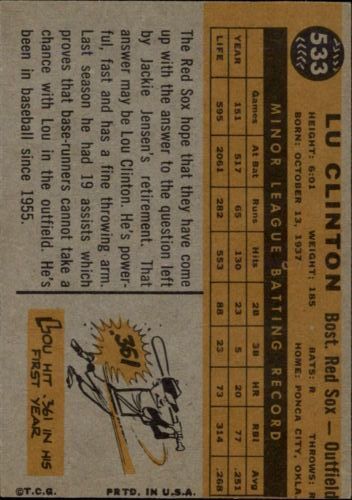 533
LU CLINTON
Bost. Red Sox — Outfield
HEIGHT: 6:01 WEIGHT: 185 BATS: R THROWS:
BORN: OCTOBER 13, 1937 HOME: PONCA CITY, OKLA.
MINOR LEAGUE BATTING RECORD
Games At Bat Runs Hits 2B 3B HR RBI Avg
YEAR 151 517 65 130 23 5 20 77 .251
LIFE 595 2061 282 553 88 23 73 314 .268
The Red Sox hope that they have come
up with the answer to the question left
by Jackie Jensen's retirement. That
answer may be Lou Clinton. He's power-
ful, fast and has a fine throwing arm.
Last season he had 19 assists which
proves that base-runners cannot take a
chance with Lou in the outfield. He's
been in baseball since 1955.
.361
LOU HIT .361 IN HIS
FIRST YEAR
©T.C.G. PRTD. IN U.S.A.